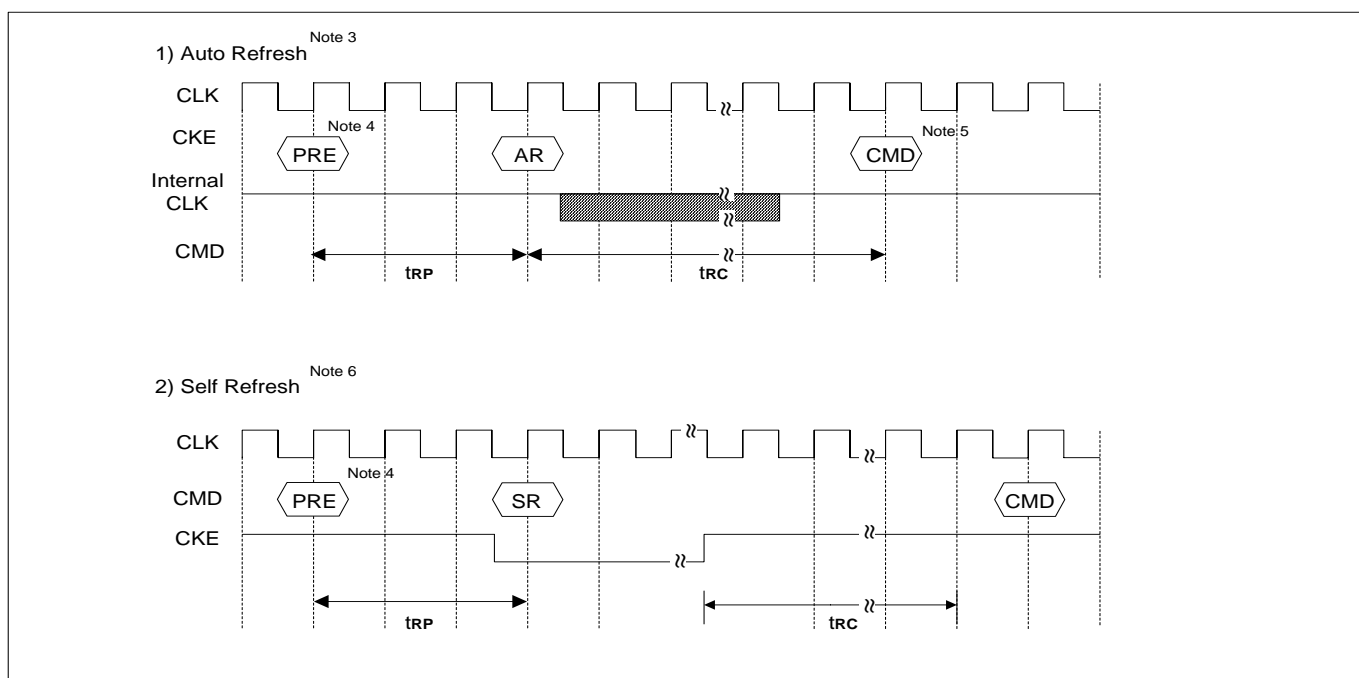 1) Auto Refresh Note 3
CLK
CKE
Note 4
Note 5
PRE
AR
CMD
Internal
CLK
CMD
tRP
tRC
2) Self Refresh Note 6
CLK
Note 4
CMD
PRE
SR
CMD
CKE
tRP
tRC